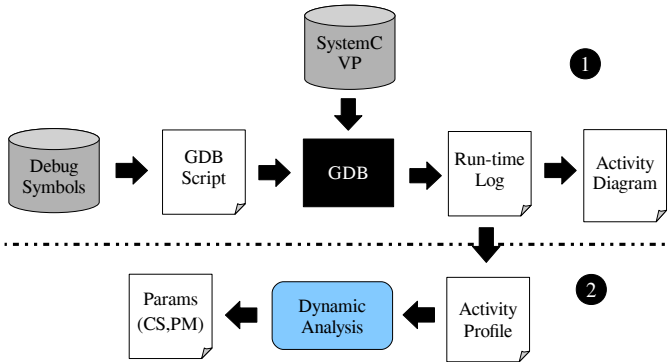 SystemC
VP
1
Debug
Symbols
GDB
Script
GDB
Run-time
Log
Activity
Diagram
2
Params
(CS,PM)
Dynamic
Analysis
Activity
Profile